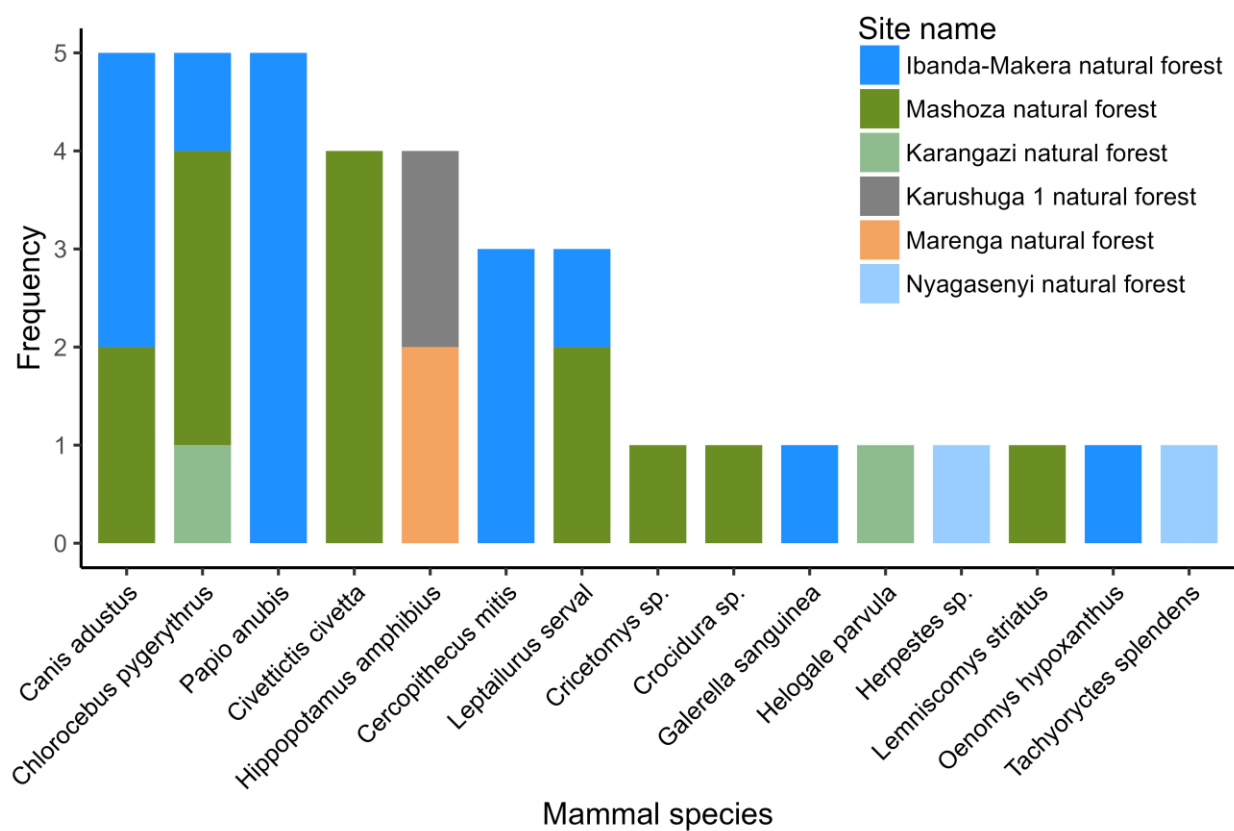 Site name
Ibanda-Makera natural forest
Mashoza natural forest
Karangazi natural forest
Karushuga 1 natural forest
Marenga natural forest
Nyagasenyi natural forest
Frequency
5
4
3
2
1
0
Canis adustus
Chlorocebus pygerythrus
Papio anubis
Civettictis civetta
Hippopotamus amphibius
Cercopithecus mitis
Leptailurus serval
Cricetomys sp.
Crocidura sp.
Galerella sanguinea
Helogale parvula
Herpestes sp.
Lemniscomys striatus
Oenomys hypoxanthus
Tachyoryctes splendens
Mammal species